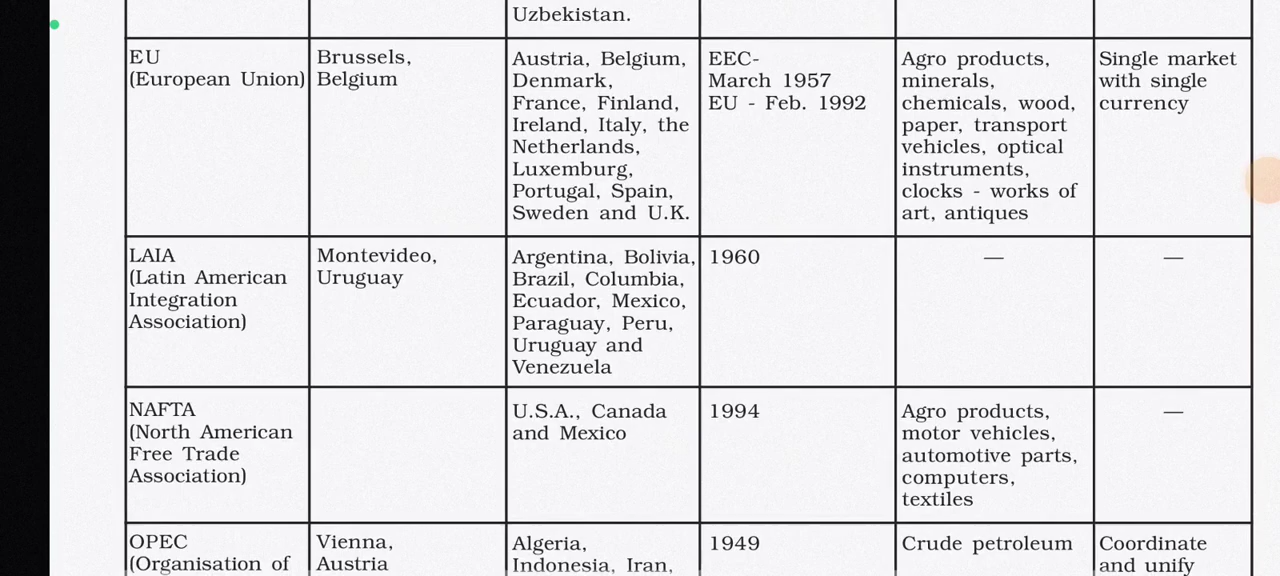 Uzbekistan.
EU
(European Union)
Brussels,
Belgium
Austria, Belgium,
Denmark,
France, Finland,
Ireland, Italy, the
Netherlands,
Luxemburg,
Portugal, Spain,
Sweden and U.K.
EEC-
March 1957
EU - Feb. 1992
Agro products,
minerals,
chemicals, wood,
paper, transport
vehicles, optical
instruments,
clocks - works of
art, antiques
Single market
with single
currency
LAIA
(Latin American
Integration
Association)
Montevideo,
Uruguay
Argentina, Bolivia,
Brazil, Columbia,
Ecuador, Mexico,
Paraguay, Peru,
Uruguay and
Venezuela
1960
—
—
NAFTA
(North American
Free Trade
Association)
U.S.A., Canada
and Mexico
1994
Agro products,
motor vehicles,
automotive parts,
computers,
textiles
—
OPEC
(Organisation of
Vienna,
Austria
Algeria,
Indonesia, Iran,
1949
Crude petroleum
Coordinate
and unify